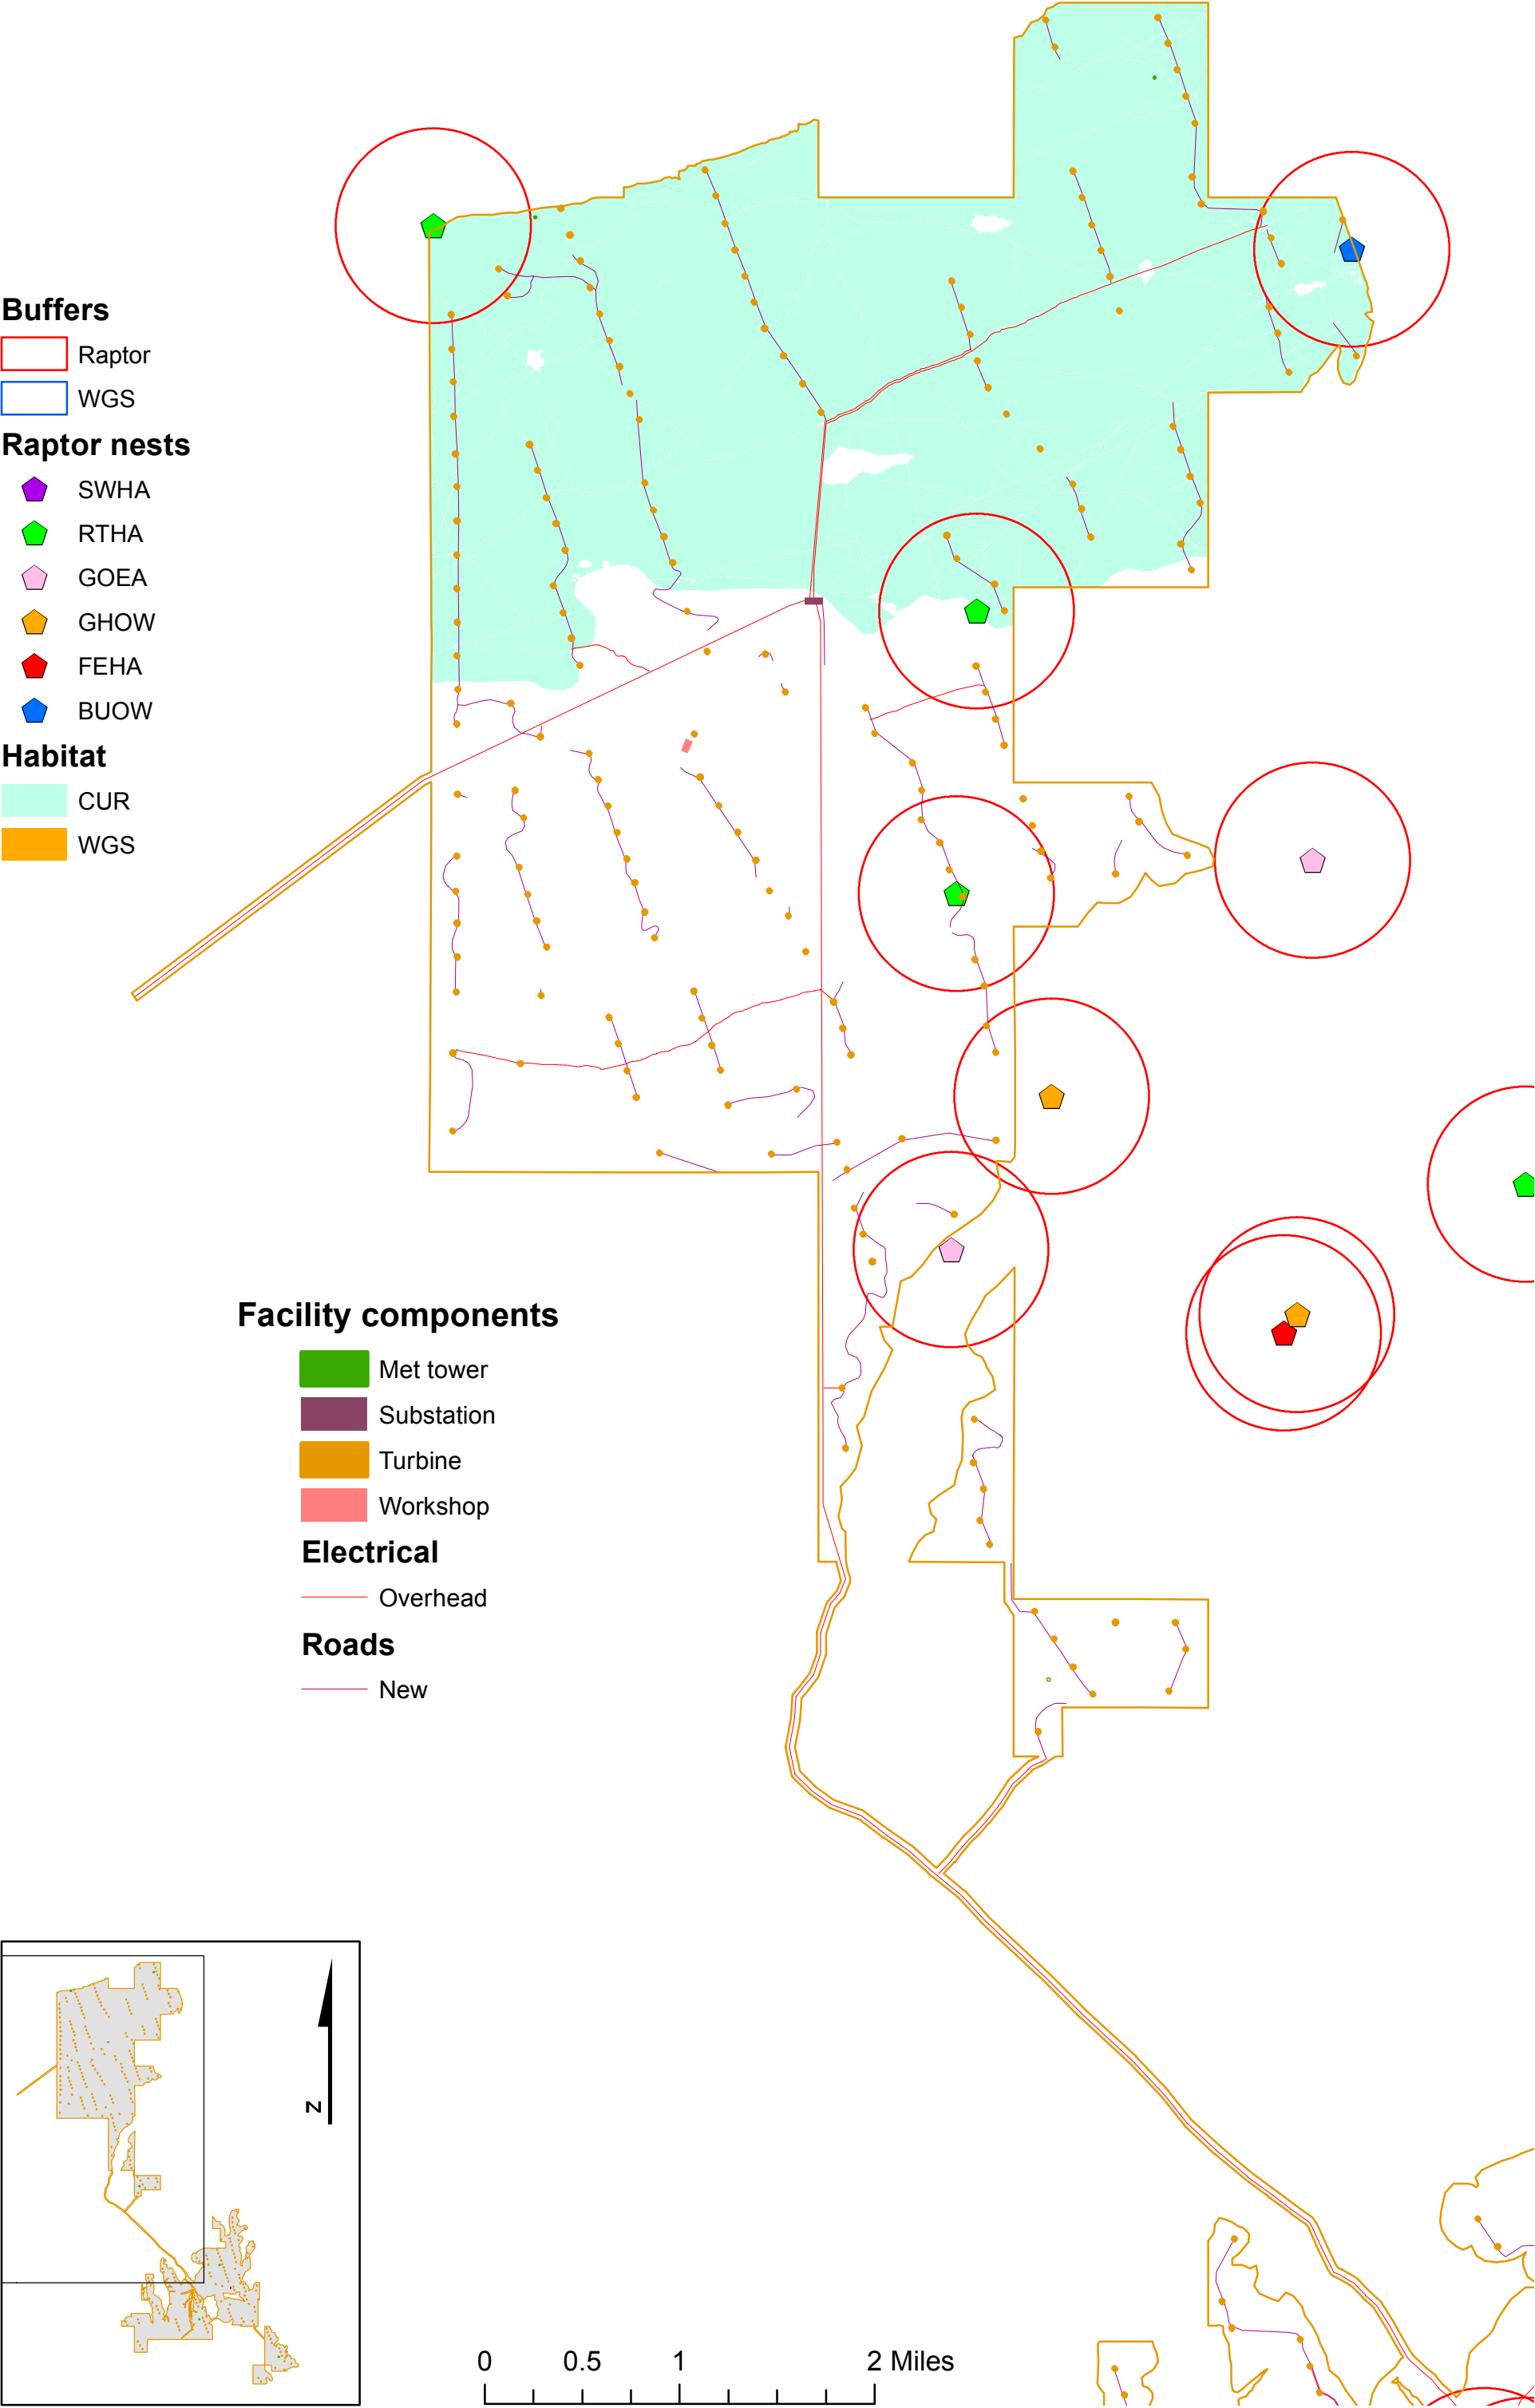 Buffers
Raptor
WGS
Raptor nests
SWHA
RTHA
GOEA
GHOW
FEHA
BUOW
Habitat
CUR
WGS
Facility components
Met tower
Substation
Turbine
Workshop
Electrical
Overhead
Roads
New
N
0 0.5 1 2 Miles